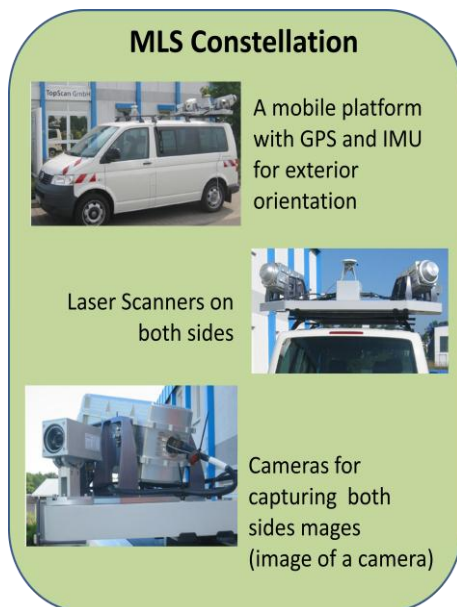 MLS Constellation
TopScan GmbH
A mobile platform
with GPS and IMU
for exterior
orientation
Laser Scanners on
both sides
Cameras for
capturing both
sides mages
(image of a camera)